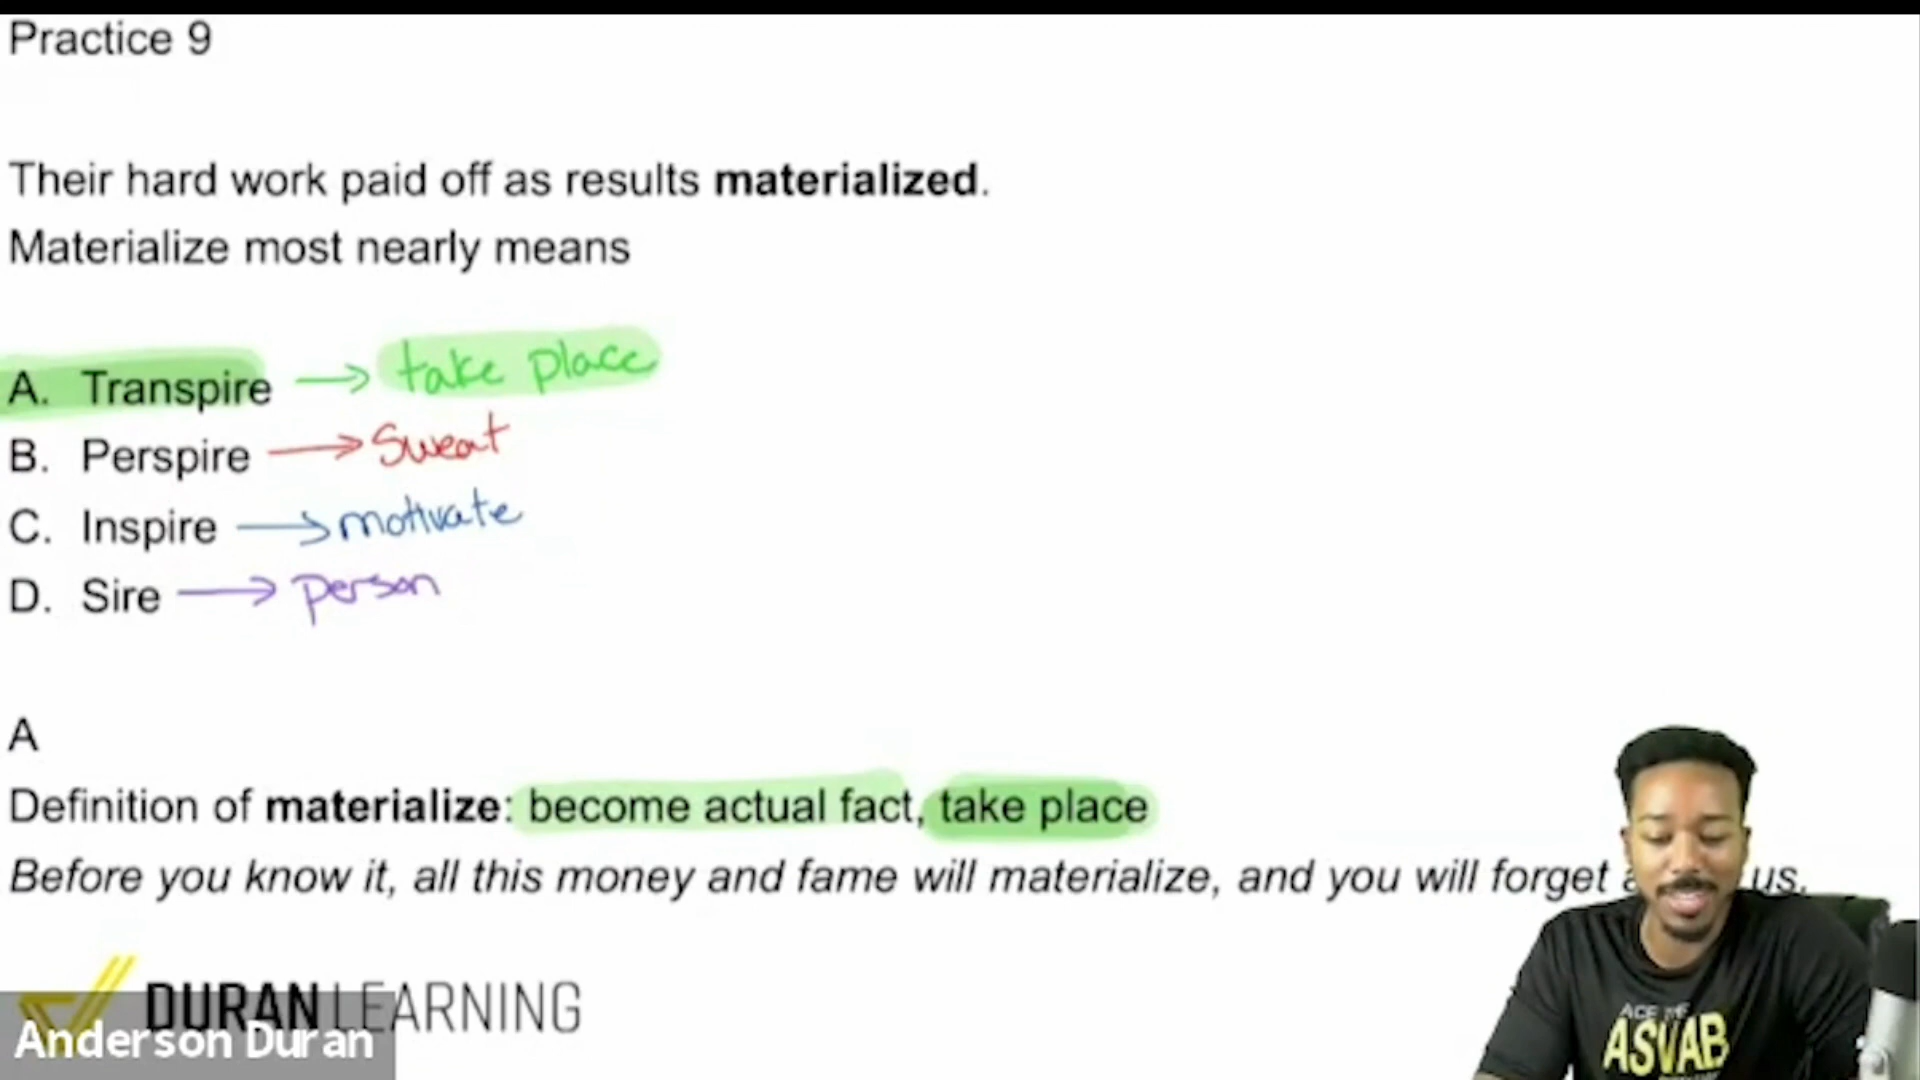 Practice 9
Their hard work paid off as results materialized.
Materialize most nearly means
A. Transpire → take place
B. Perspire → Sweat
C. Inspire → motivate
D. Sire → person
A
Definition of materialize: become actual fact, take place
Before you know it, all this money and fame will materialize, and you will forget us.
DURAN LEARNING
Anderson Duran
ACE THE
ASVAB